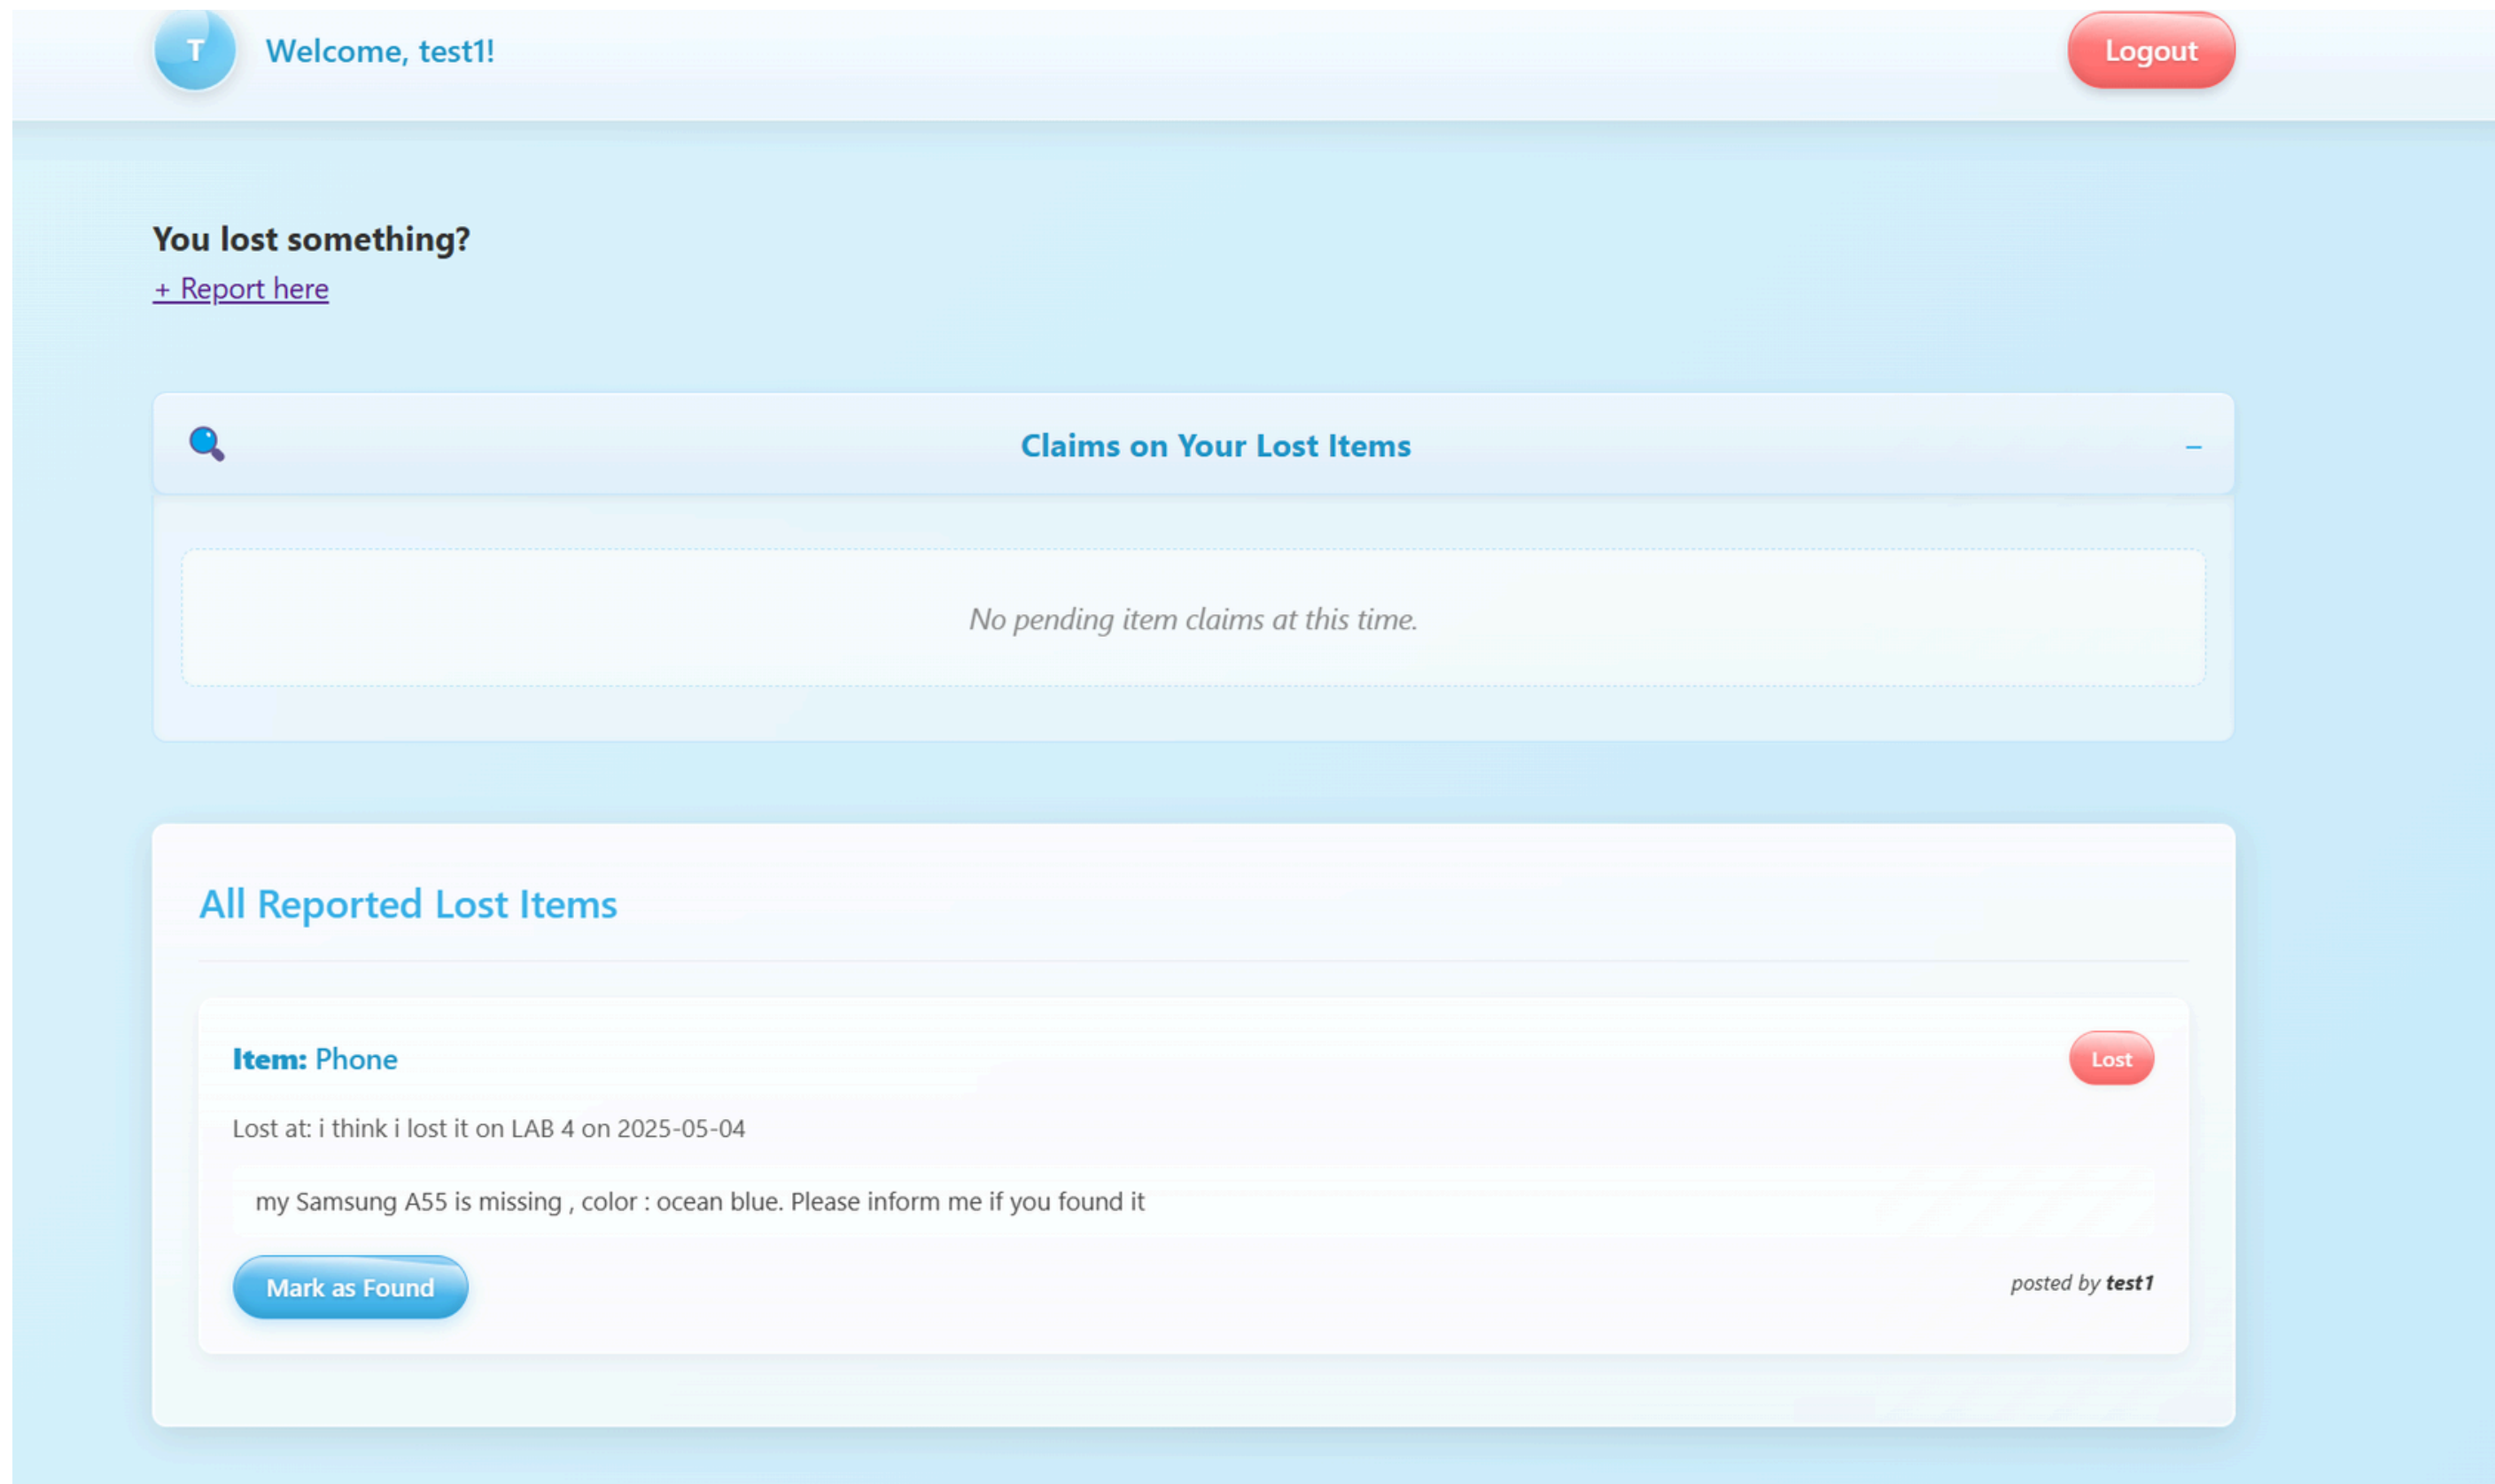 T
Welcome, test1!
Logout
You lost something?
+ Report here
Claims on Your Lost Items
–
No pending item claims at this time.
All Reported Lost Items
Item: Phone
Lost
Lost at: i think i lost it on LAB 4 on 2025-05-04
my Samsung A55 is missing , color : ocean blue. Please inform me if you found it
Mark as Found
posted by test1